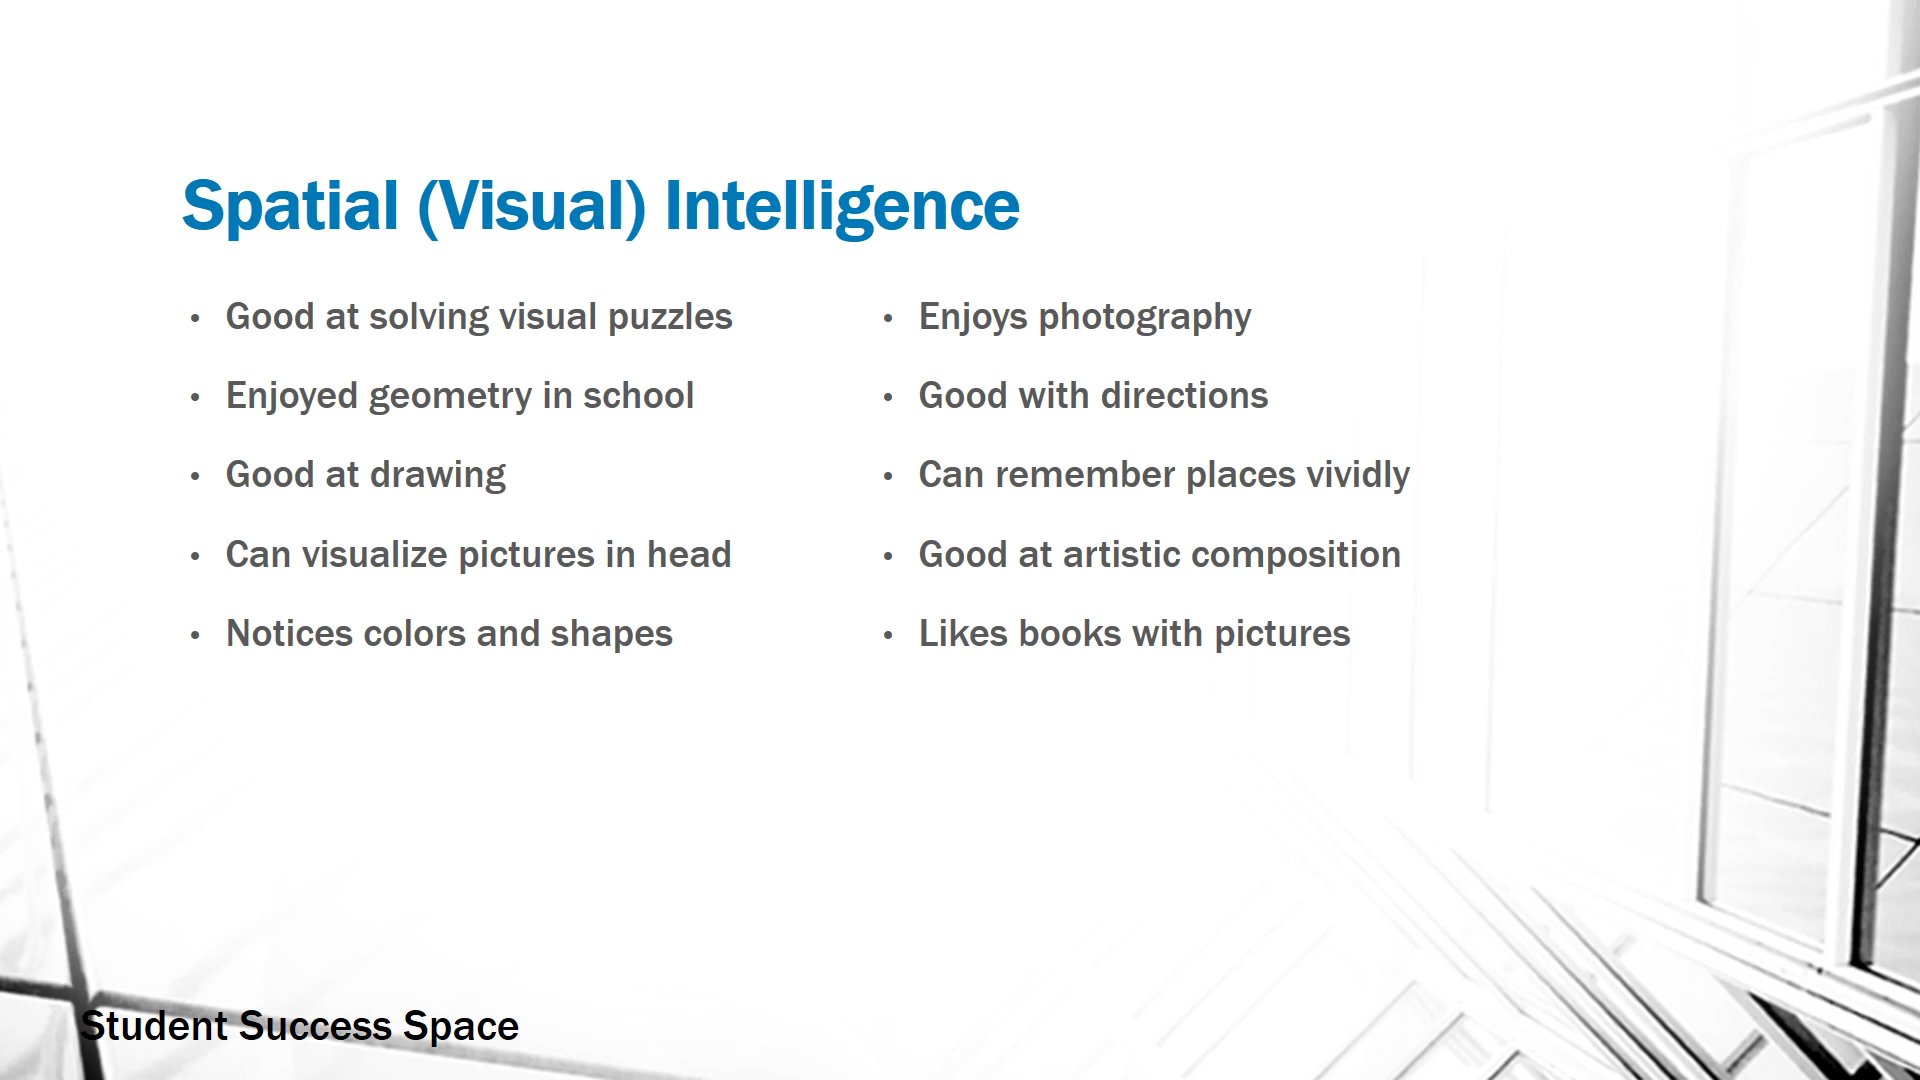 Spatial (Visual) Intelligence
• Good at solving visual puzzles
• Enjoyed geometry in school
• Good at drawing
• Can visualize pictures in head
• Notices colors and shapes
• Enjoys photography
• Good with directions
• Can remember places vividly
• Good at artistic composition
• Likes books with pictures
Student Success Space